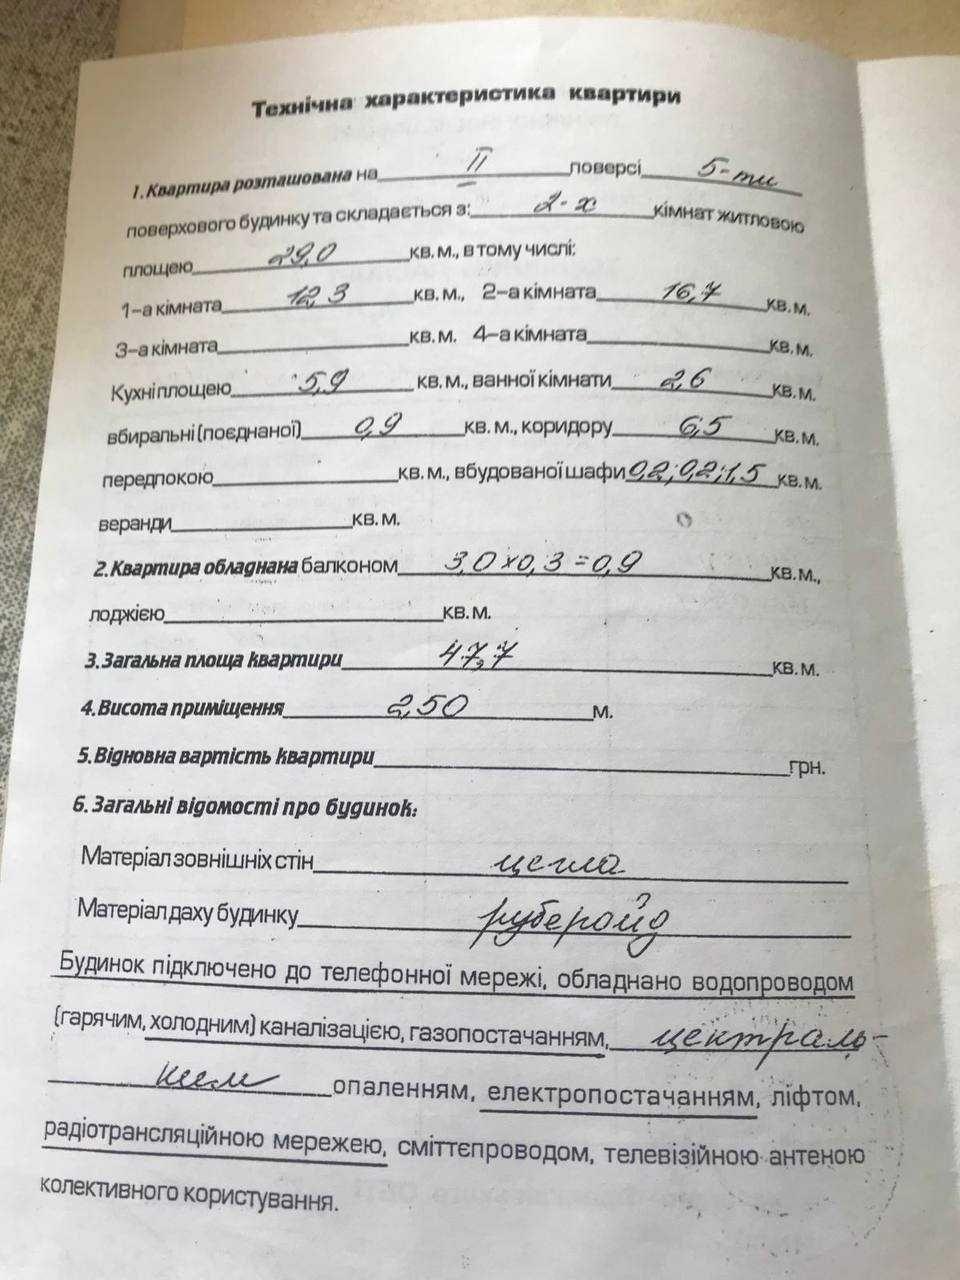 Технічна характеристика квартири
1. Квартира розташована на II поверсі 5-ти
поверхового будинку та складається з: 2-х кімнат житловою
площею 29,0 кв. м., в тому числі:
1-а кімната 12,3 кв. м., 2-а кімната 16,7 кв. м.
3-а кімната кв. м. 4-а кімната кв. м.
Кухні площею 5,9 кв. м., ванної кімнати 2,6 кв. м.
вбиральні (поєднаної) 0,9 кв. м., коридору 6,5 кв. м.
передпокою кв. м., вбудованої шафи 0,2; 0,2; 1,5 кв. м.
веранди кв. м.
2. Квартира обладнана балконом 3,0 х 0,3 = 0,9 кв. м.,
лоджією кв. м.
3. Загальна площа квартири 47,7 кв. м.
4. Висота приміщення 2,50 м.
5. Відновна вартість квартири грн.
6. Загальні відомості про будинок:
Матеріал зовнішніх стін цегла
Матеріал даху будинку рубероїд
Будинок підключено до телефонної мережі, обладнано водопроводом
(гарячим, холодним) каналізацією, газопостачанням, централь-
ним опаленням, електропостачанням, ліфтом,
радіотрансляційною мережею, сміттєпроводом, телевізійною антеною
колективного користування.